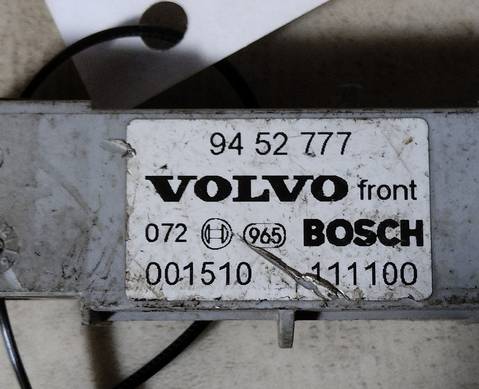 94 52 777
VOLVO front
072 965 BOSCH
001510 111100